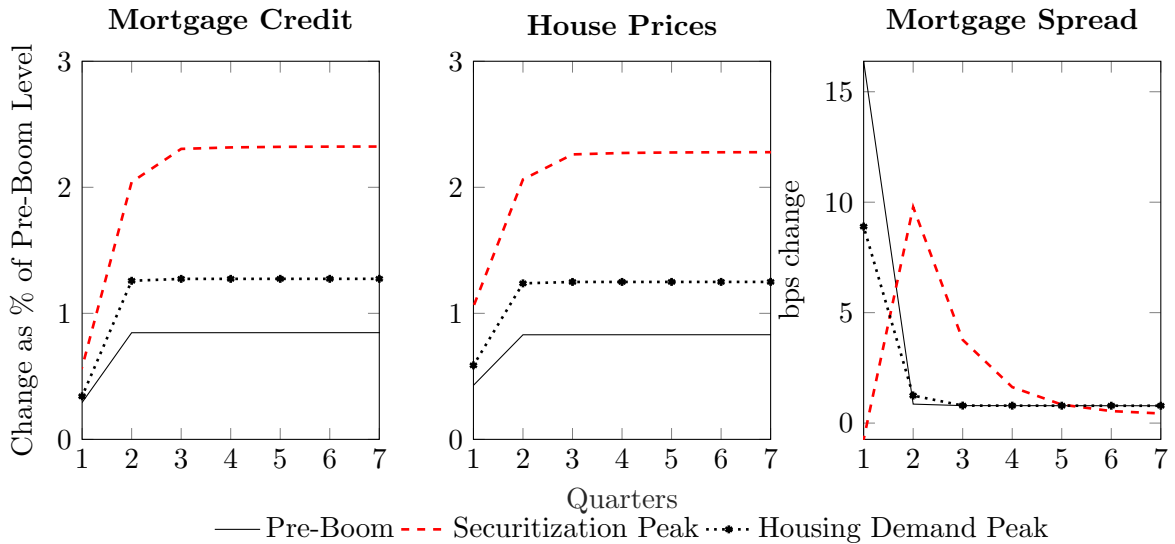 Mortgage Credit
House Prices
Mortgage Spread
Change as % of Pre-Boom Level
3
2
1
0
1 2 3 4 5 6 7
3
2
1
0
1 2 3 4 5 6 7
bps change
15
10
5
0
1 2 3 4 5 6 7
Quarters
Pre-Boom Securitization Peak Housing Demand Peak